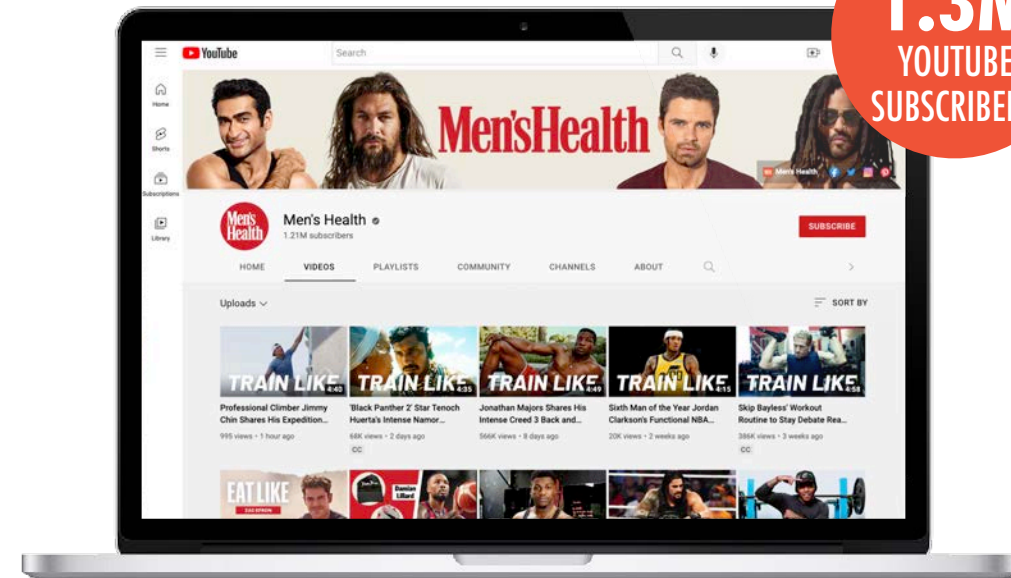 1.3M
YOUTUBE
SUBSCRIBER
YouTube
Search
Home
Shorts
Subscriptions
Library
Men'sHealth
Men's Health
Men's
Health
Men's Health
1.21M subscribers
SUBSCRIBE
HOME VIDEOS PLAYLISTS COMMUNITY CHANNELS ABOUT
Uploads
SORT BY
TRAIN LIKE
4:40
TRAIN LIKE
4:35
TRAIN LIKE
4:49
TRAIN LIKE
4:15
TRAIN LIKE
4:58
Professional Climber Jimmy
Chin Shares His Expedition...
995 views • 1 hour ago
'Black Panther 2' Star Tenoch
Huerta's Intense Namor...
68K views • 2 days ago
CC
Jonathan Majors Shares His
Intense Creed 3 Back and...
566K views • 8 days ago
Sixth Man of the Year Jordan
Clarkson's Functional NBA...
20K views • 2 weeks ago
Skip Bayless' Workout
Routine to Stay Debate Rea...
386K views • 3 weeks ago
CC
EAT LIKE
ZAC EFRON
Damian
Lillard